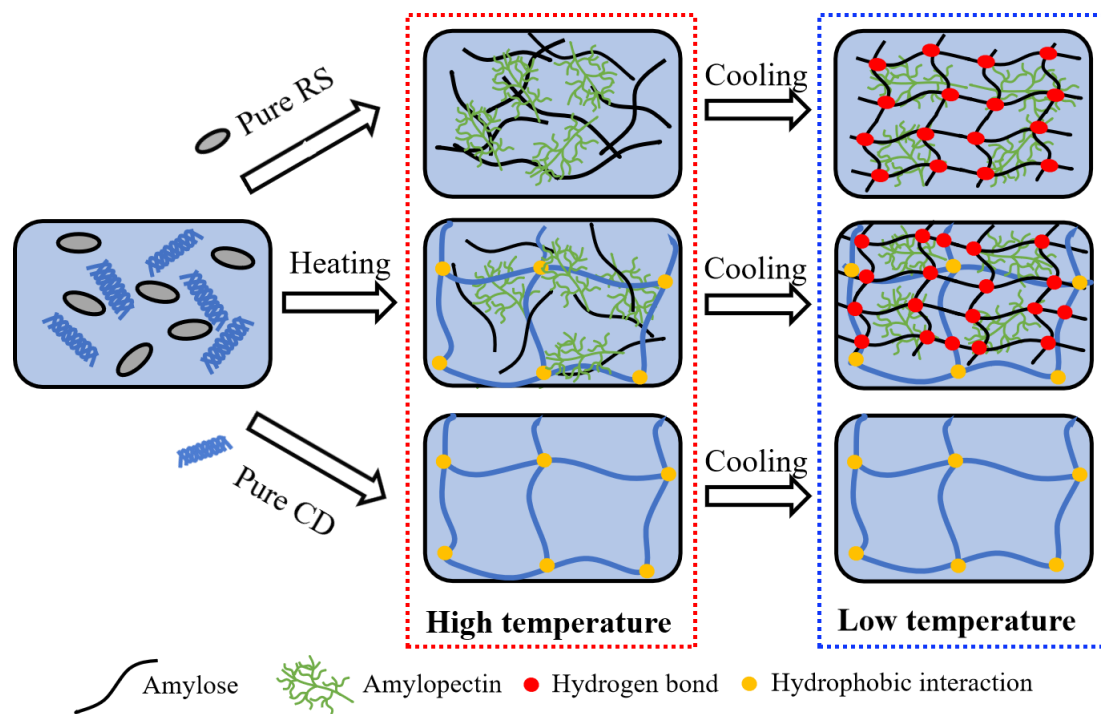 Pure RS
Cooling
Heating
Cooling
Pure CD
Cooling
High temperature
Low temperature
Amylose
Amylopectin
Hydrogen bond
Hydrophobic interaction